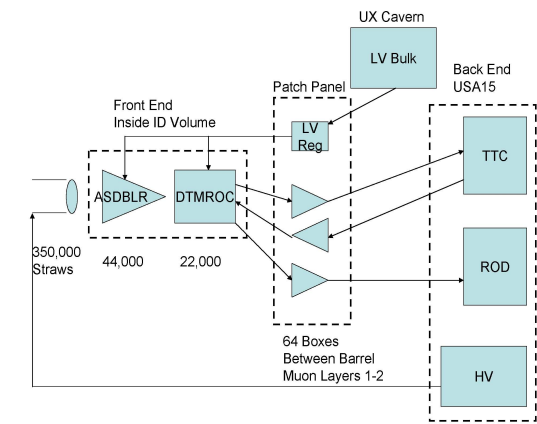 UX Cavern
LV Bulk
Back End
USA15
Patch Panel
Front End
Inside ID Volume
LV
Reg
TTC
ASDBLR
DTMROC
350,000
Straws
44,000
22,000
ROD
64 Boxes
Between Barrel
Muon Layers 1-2
HV